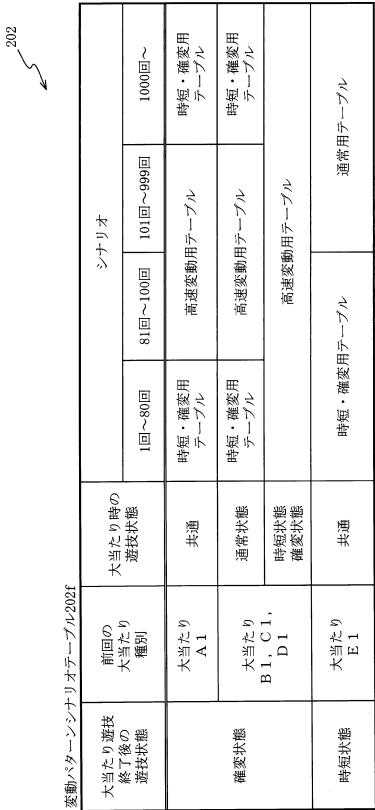 202
変動パターンシナリオテーブル202f
大当たり遊技
終了後の
遊技状態
前回の
大当たり
種別
大当たり時の
遊技状態
シナリオ
1回～80回
81回～100回
101回～999回
1000回～
確変状態
大当たり
A1
共通
時短・確変用
テーブル
高速変動用テーブル
時短・確変用
テーブル
大当たり
B1, C1,
D1
通常状態
時短・確変用
テーブル
高速変動用テーブル
時短・確変用
テーブル
時短状態
確変状態
高速変動用テーブル
時短状態
大当たり
E1
共通
時短・確変用テーブル
通常用テーブル